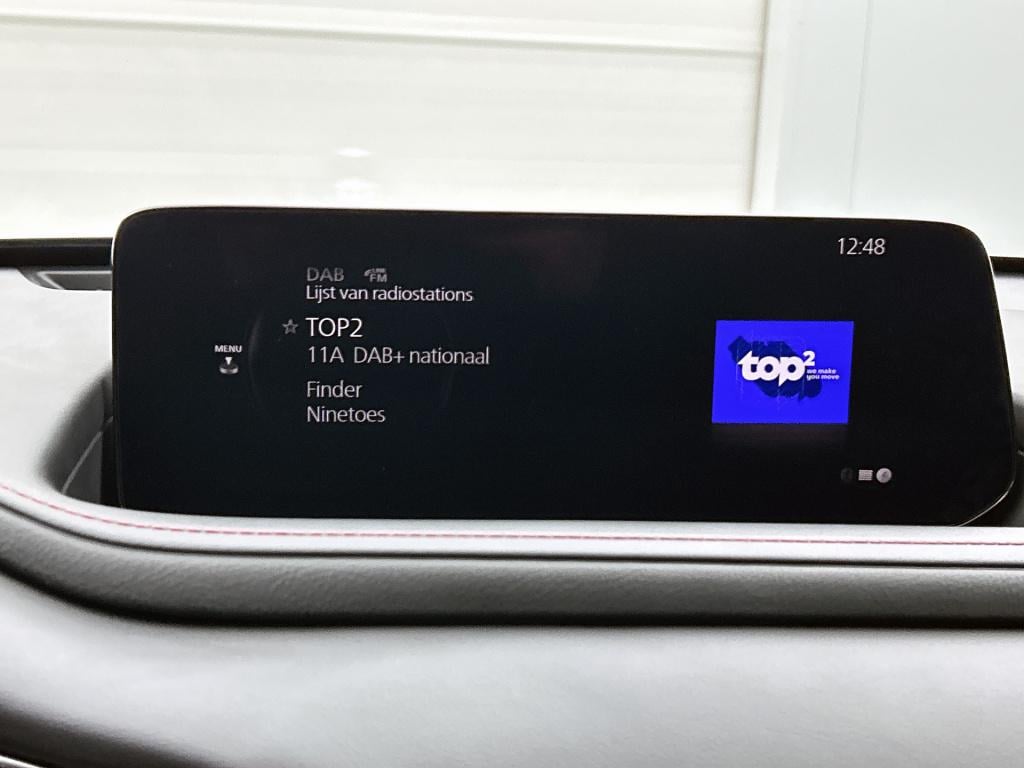 12:48
DAB LINK FM
Lijst van radiostations
TOP2
11A DAB+ nationaal
MENU
Finder
Ninetoes
top2
we make
you move